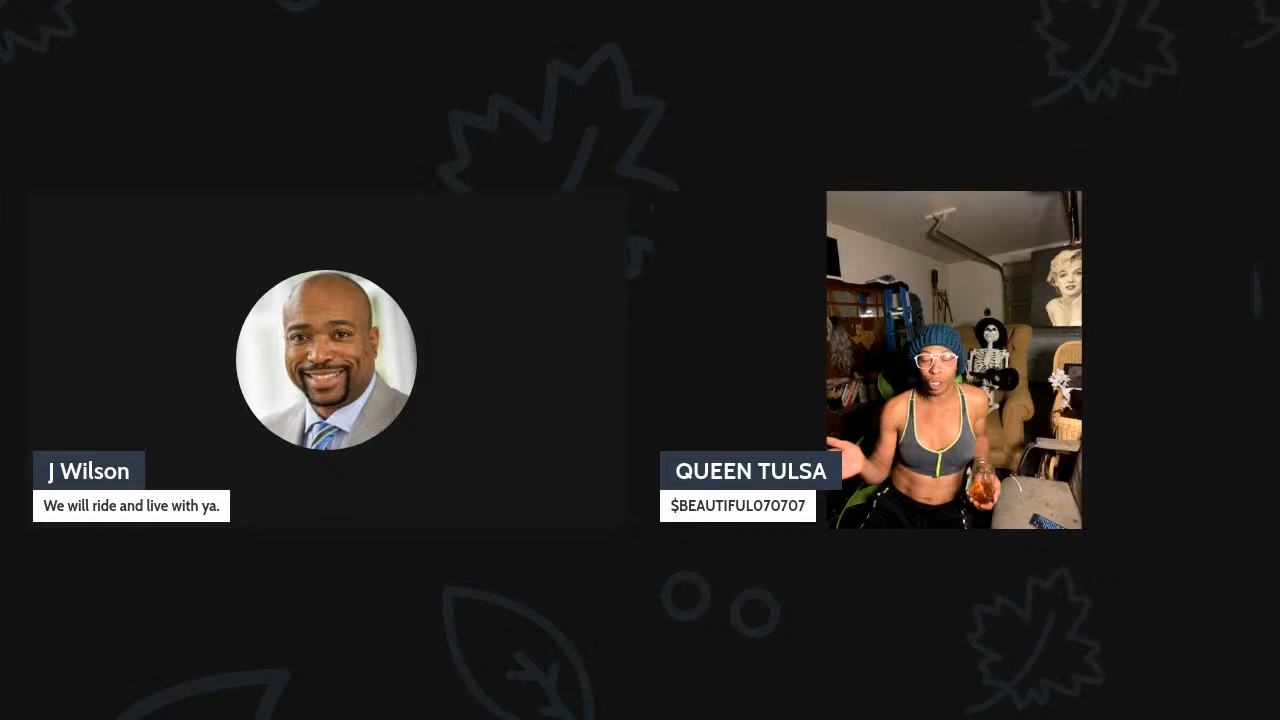 J Wilson
We will ride and live with ya.
QUEEN TULSA
$BEAUTIFUL070707